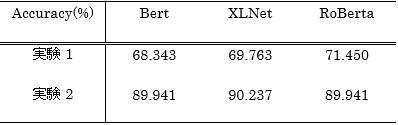 Accuracy(%) Bert XLNet RoBerta
実験 1 68.343 69.763 71.450
実験 2 89.941 90.237 89.941